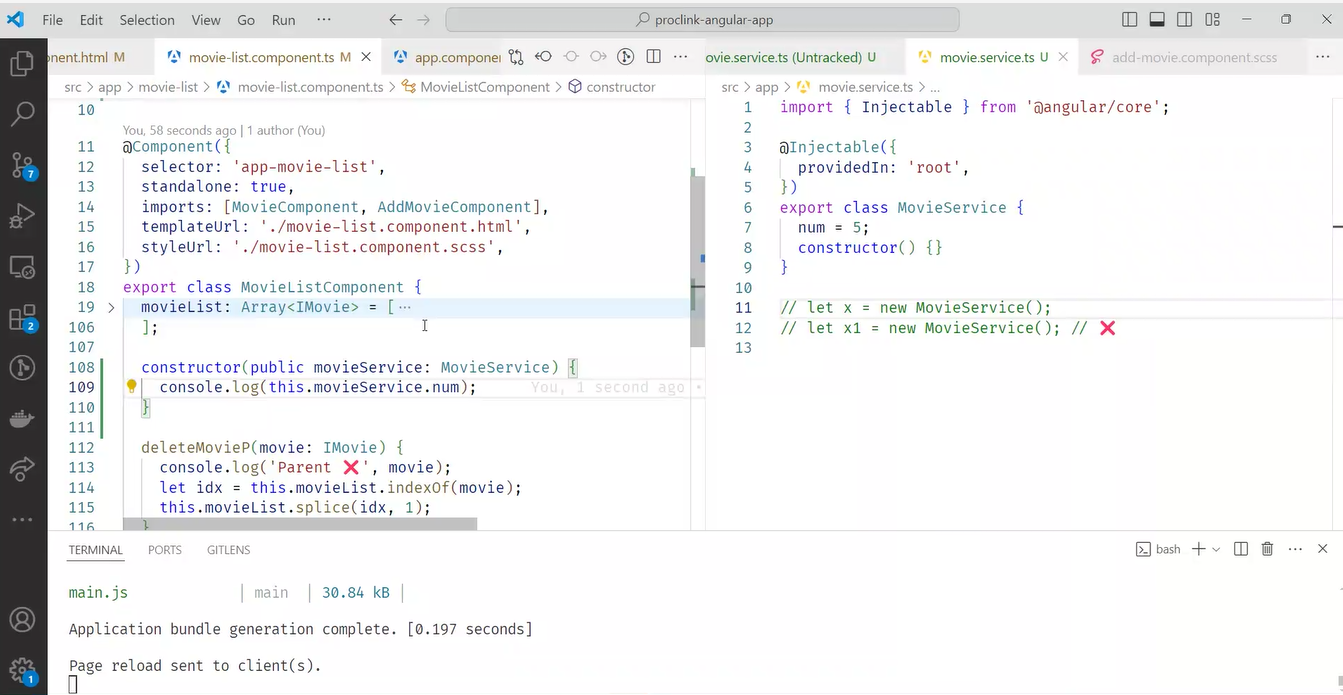 File Edit Selection View Go Run ··· proclink-angular-app
nent.html M movie-list.component.ts M app.componen ··· ovie.service.ts (Untracked) U movie.service.ts U add-movie.component.scss ···
src > app > movie-list > movie-list.component.ts > MovieListComponent > constructor
10
You, 58 seconds ago | 1 author (You)
11 @Component({
12 selector: 'app-movie-list',
13 standalone: true,
14 imports: [MovieComponent, AddMovieComponent],
15 templateUrl: './movie-list.component.html',
16 styleUrl: './movie-list.component.scss',
17 })
18 export class MovieListComponent {
19 > movieList: Array<IMovie> = [ ···
106 ];
107
108 constructor(public movieService: MovieService) {
109 console.log(this.movieService.num); You, 1 second ago •
110 }
111
112 deleteMovieP(movie: IMovie) {
113 console.log('Parent ❌', movie);
114 let idx = this.movieList.indexOf(movie);
115 this.movieList.splice(idx, 1);
116 }
src > app > movie.service.ts > ...
1 import { Injectable } from '@angular/core';
2
3 @Injectable({
4 providedIn: 'root',
5 })
6 export class MovieService {
7 num = 5;
8 constructor() {}
9 }
10
11 // let x = new MovieService();
12 // let x1 = new MovieService(); // ❌
13
TERMINAL PORTS GITLENS bash
main.js | main | 30.84 kB |
Application bundle generation complete. [0.197 seconds]
Page reload sent to client(s).
7
2
1